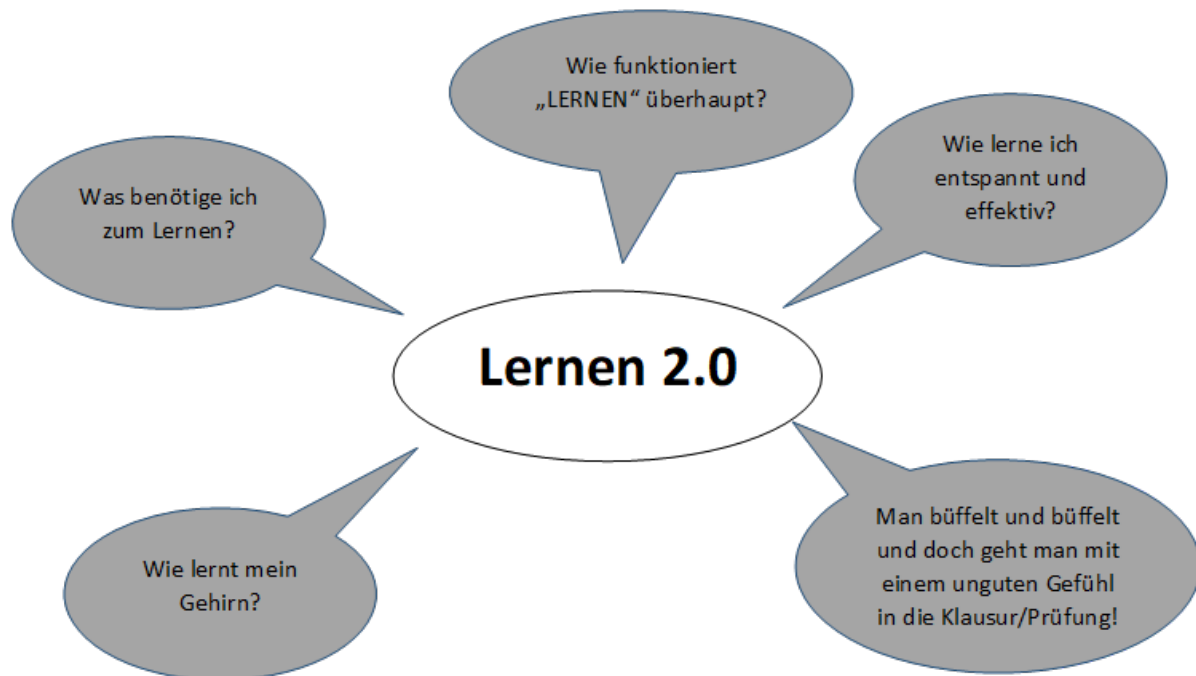 Wie funktioniert
„LERNEN“ überhaupt?
Wie lerne ich
entspannt und
effektiv?
Was benötige ich
zum Lernen?
Lernen 2.0
Man büffelt und büffelt
und doch geht man mit
einem unguten Gefühl
in die Klausur/Prüfung!
Wie lernt mein
Gehirn?